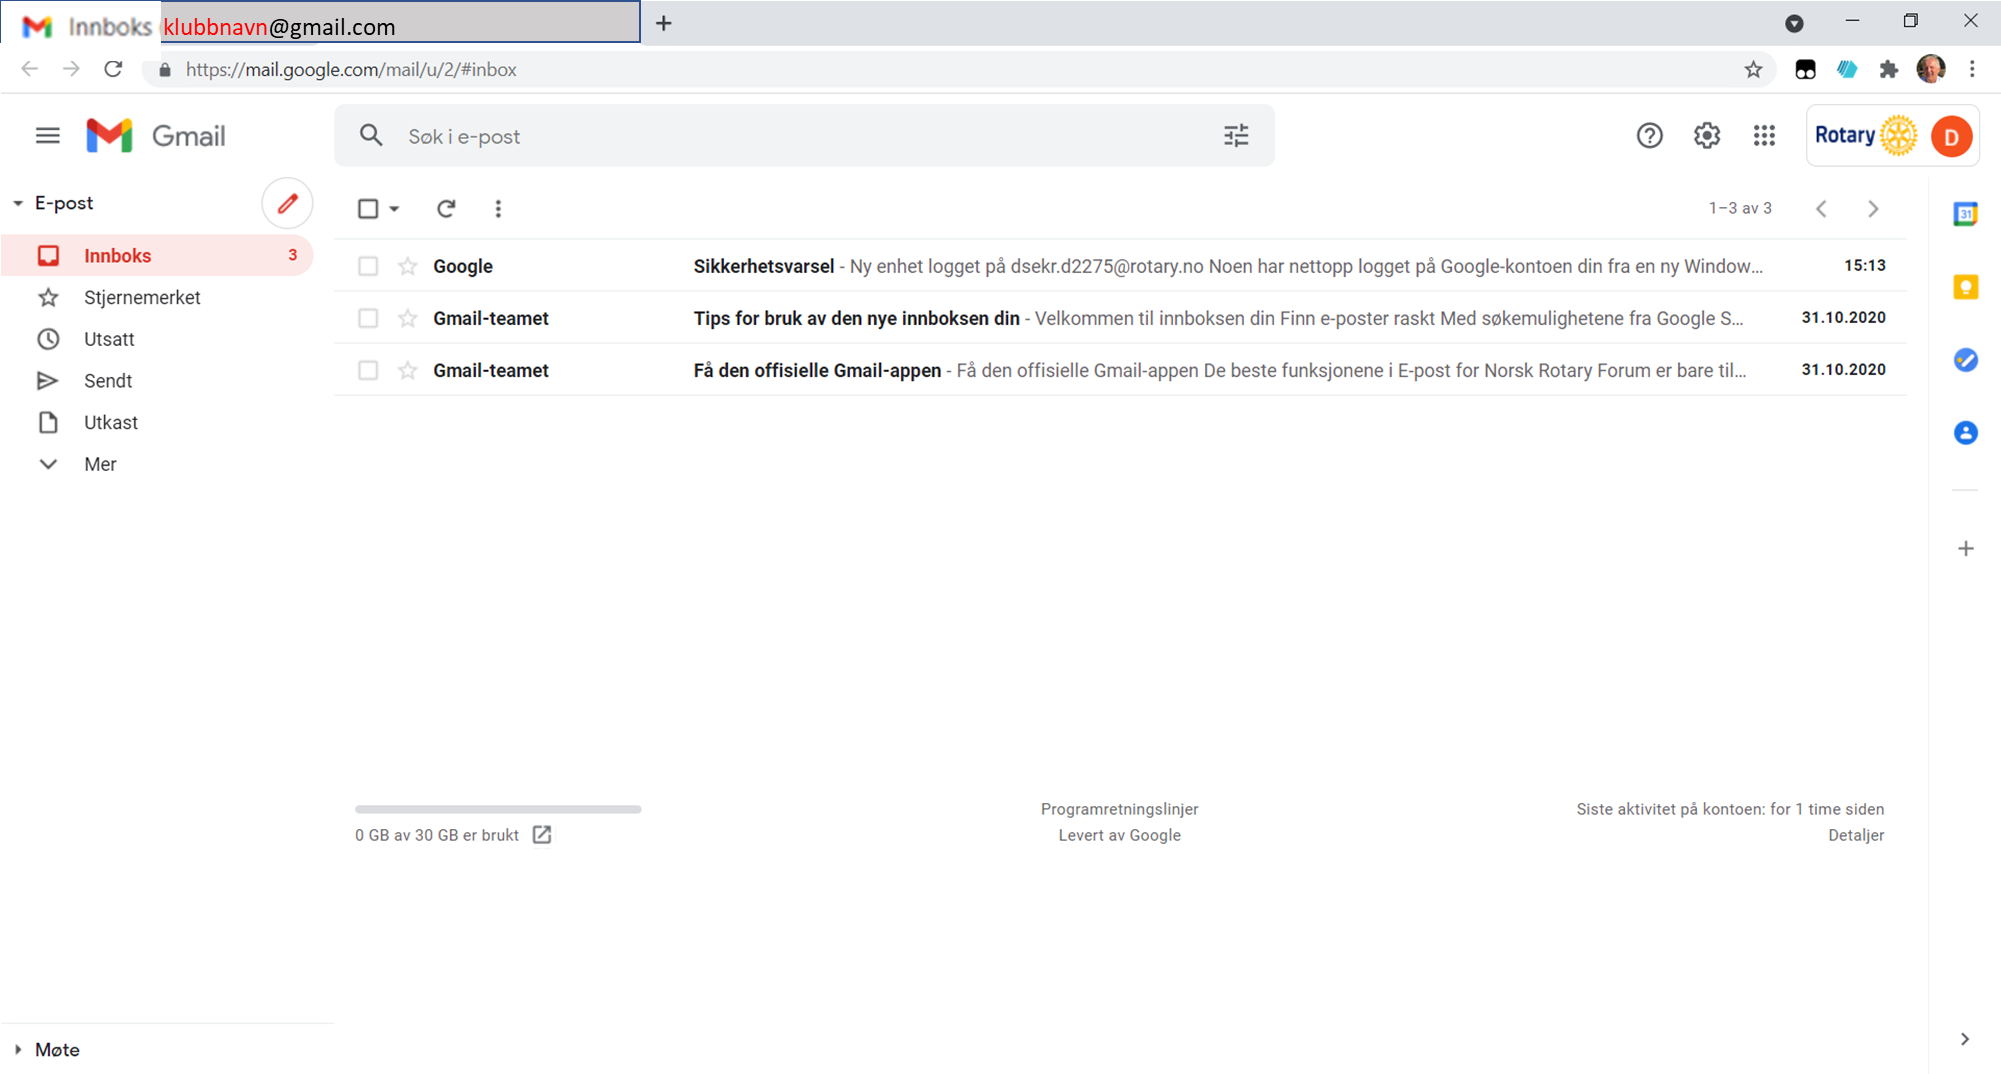 Innboks klubbnavn@gmail.com
https://mail.google.com/mail/u/2/#inbox
Gmail
Søk i e-post
Rotary
D
E-post
1–3 av 3
31
Innboks 3
Google Sikkerhetsvarsel - Ny enhet logget på dsekr.d2275@rotary.no Noen har nettopp logget på Google-kontoen din fra en ny Window... 15:13
Stjernemerket
Gmail-teamet Tips for bruk av den nye innboksen din - Velkommen til innboksen din Finn e-poster raskt Med søkemulighetene fra Google S... 31.10.2020
Utsatt
Gmail-teamet Få den offisielle Gmail-appen - Få den offisielle Gmail-appen De beste funksjonene i E-post for Norsk Rotary Forum er bare til... 31.10.2020
Sendt
Utkast
Mer
0 GB av 30 GB er brukt
Programretningslinjer
Levert av Google
Siste aktivitet på kontoen: for 1 time siden
Detaljer
Møte